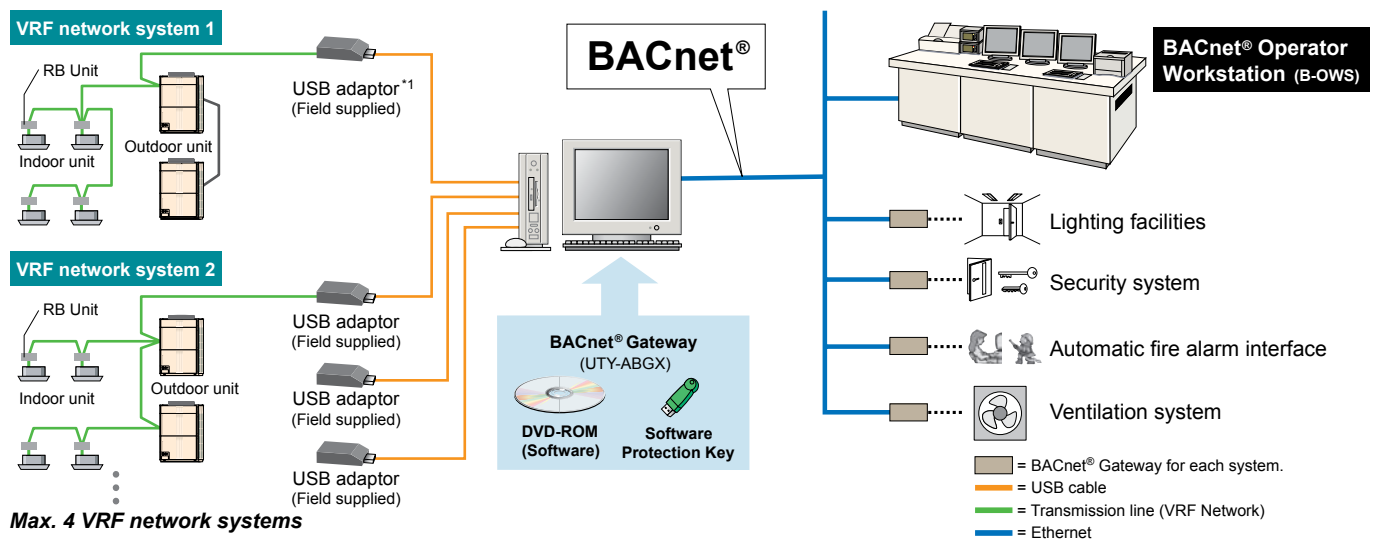 VRF network system 1
RB Unit
Indoor unit
Outdoor unit
USB adaptor*1
(Field supplied)
VRF network system 2
RB Unit
Indoor unit
Outdoor unit
USB adaptor
(Field supplied)
USB adaptor
(Field supplied)
USB adaptor
(Field supplied)
Max. 4 VRF network systems
BACnet®
BACnet® Gateway
(UTY-ABGX)
DVD-ROM
(Software)
Software
Protection Key
BACnet® Operator
Workstation (B-OWS)
Lighting facilities
Security system
Automatic fire alarm interface
Ventilation system
= BACnet® Gateway for each system.
= USB cable
= Transmission line (VRF Network)
= Ethernet